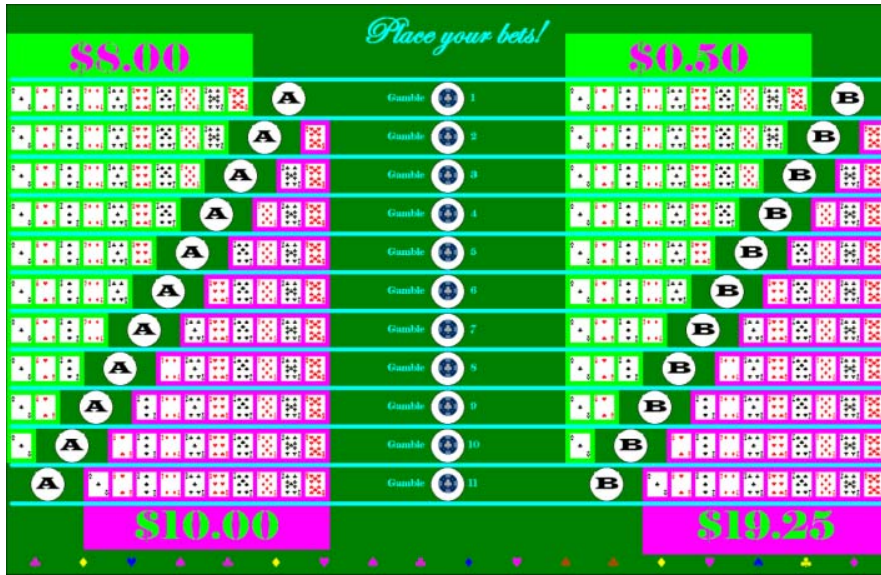 Place your bets!
$8.00 $0.50
A Gamble 1 B
A Gamble 2 B
A Gamble 3 B
A Gamble 4 B
A Gamble 5 B
A Gamble 6 B
A Gamble 7 B
A Gamble 8 B
A Gamble 9 B
A Gamble 10 B
A Gamble 11 B
$10.00 $19.25